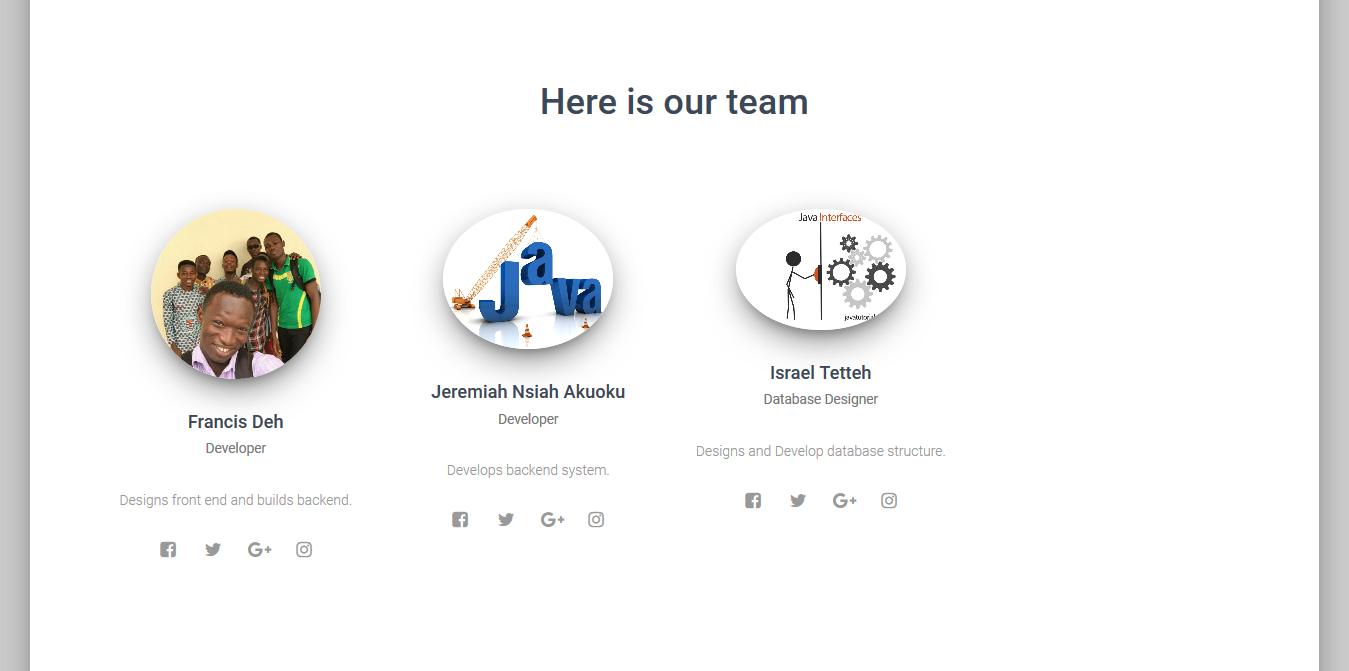 Here is our team
Java
Java Interfaces
Francis Deh
Developer
Designs front end and builds backend.
Jeremiah Nsiah Akuoku
Developer
Develops backend system.
Israel Tetteh
Database Designer
Designs and Develop database structure.